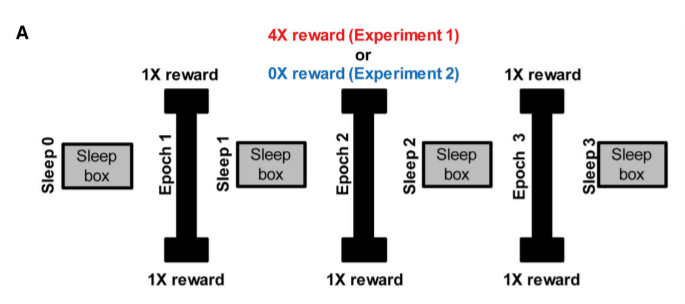 A
4X reward (Experiment 1)
or
0X reward (Experiment 2)
1X reward
1X reward
Sleep 0
Sleep
box
Epoch 1
Sleep 1
Sleep
box
Epoch 2
Sleep 2
Sleep
box
Epoch 3
Sleep 3
Sleep
box
1X reward
1X reward
1X reward